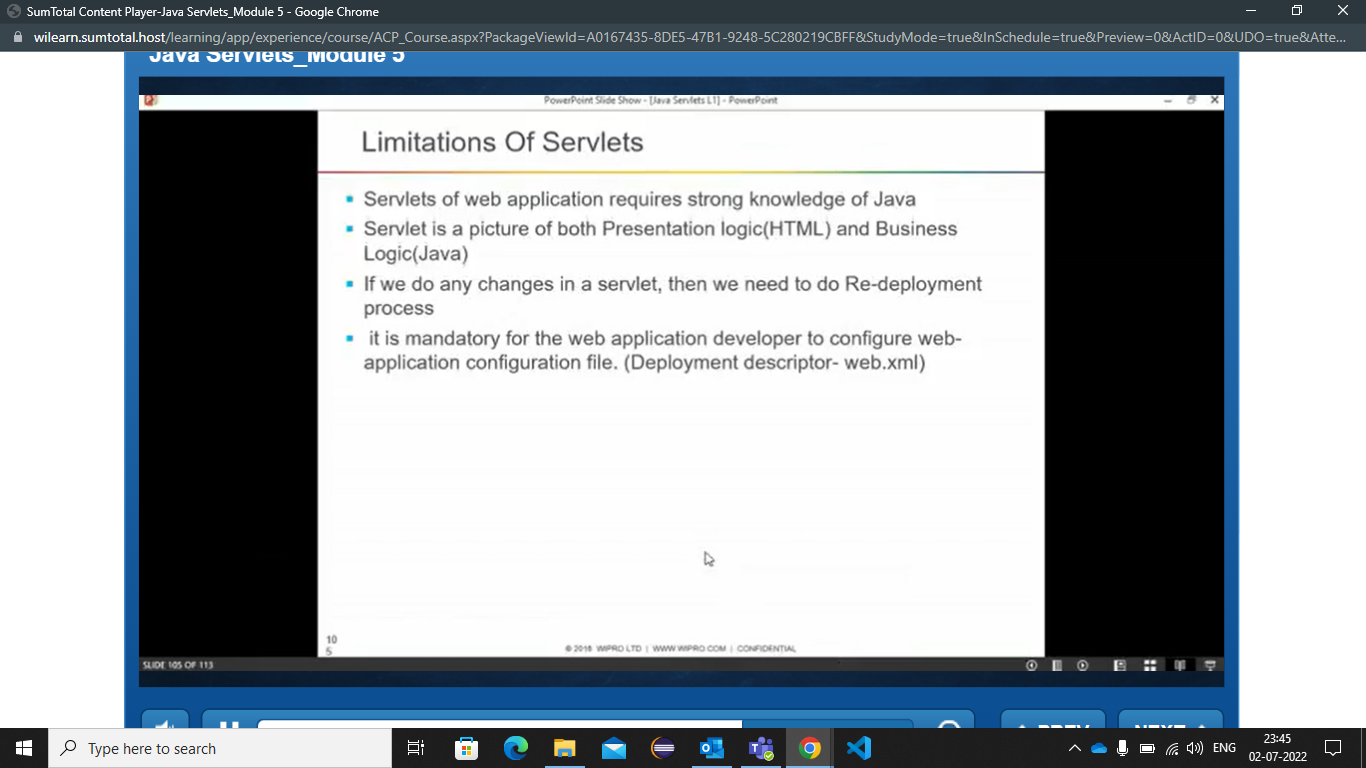 SumTotal Content Player-Java Servlets_Module 5 - Google Chrome
wilearn.sumtotal.host/learning/app/experience/course/ACP_Course.aspx?PackageViewId=A0167435-8DE5-47B1-9248-5C280219CBFF&StudyMode=true&InSchedule=true&Preview=0&ActID=0&UDO=true&Atte...
Java Servlets_Module 5
PowerPoint Slide Show - [Java Servlets L1] - PowerPoint
Limitations Of Servlets
Servlets of web application requires strong knowledge of Java
Servlet is a picture of both Presentation logic(HTML) and Business
Logic(Java)
If we do any changes in a servlet, then we need to do Re-deployment
process
it is mandatory for the web application developer to configure web-
application configuration file. (Deployment descriptor- web.xml)
10
5
© 2016 WIPRO LTD | WWW.WIPRO.COM | CONFIDENTIAL
SLIDE 105 OF 113
PREV
NEXT
Type here to search
ENG
23:45
02-07-2022